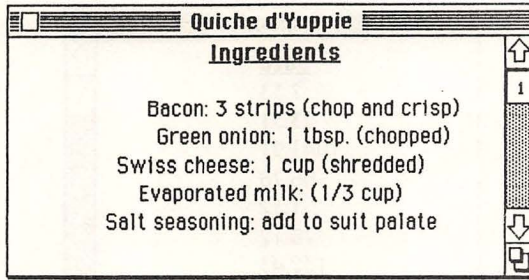 Quiche d'Yuppie
Ingredients
1
Bacon: 3 strips (chop and crisp)
Green onion: 1 tbsp. (chopped)
Swiss cheese: 1 cup (shredded)
Evaporated milk: (1/3 cup)
Salt seasoning: add to suit palate